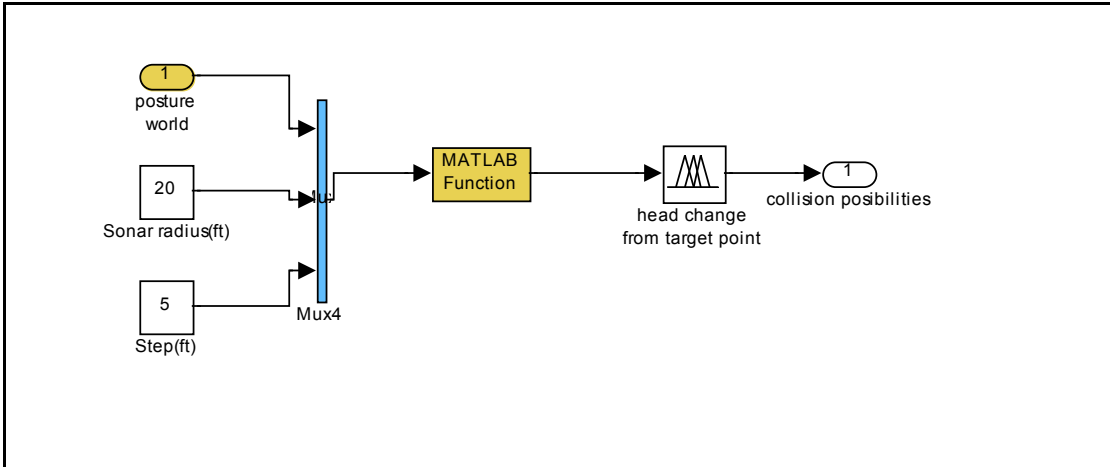 1
posture
world
20
Sonar radius(ft)
5
Step(ft)
Mux4
MATLAB
Function
head change
from target point
1
collision posibilities